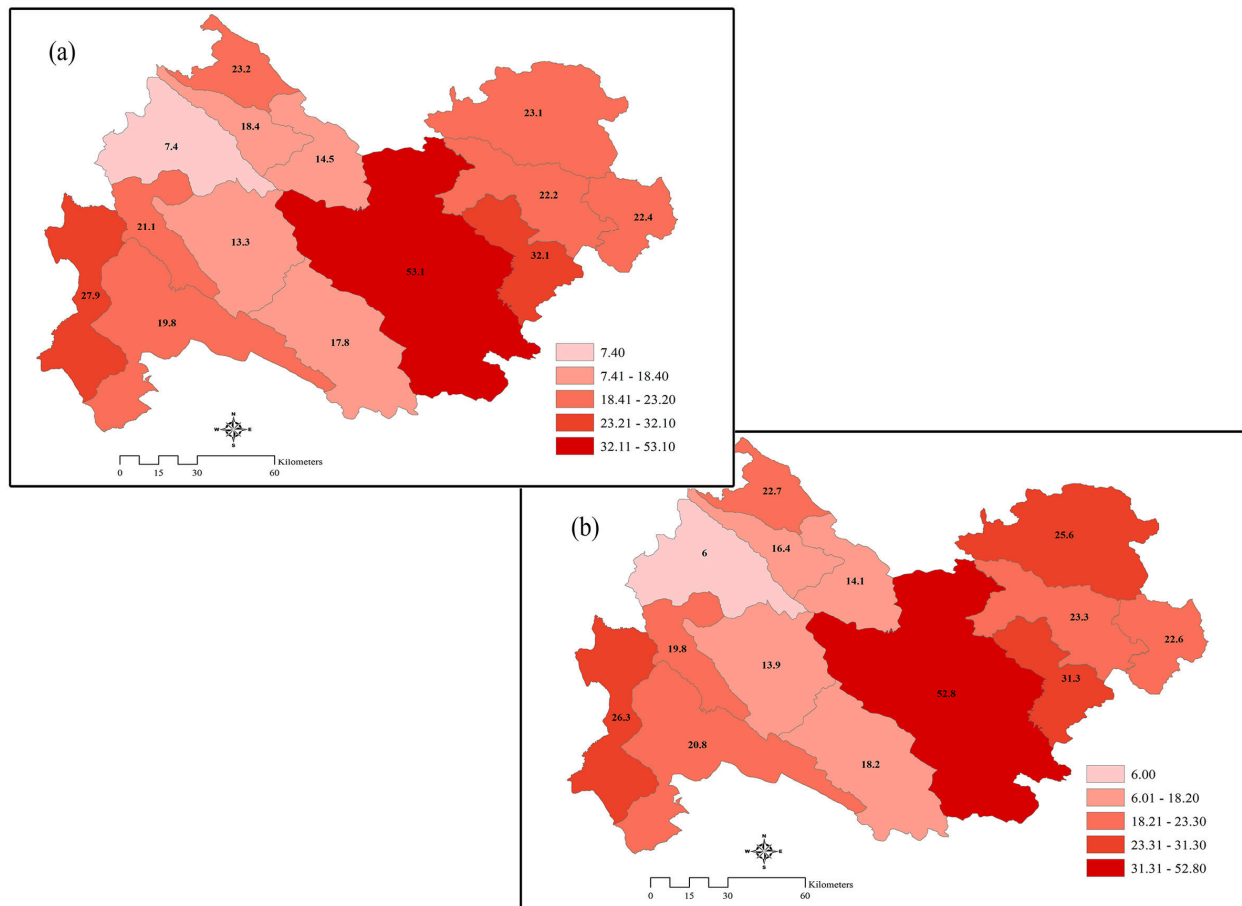 (a)
23.2
23.1
18.4
7.4
14.5
22.2
22.4
21.1
13.3
32.1
53.1
27.9
19.8
17.8
7.40
7.41 - 18.40
18.41 - 23.20
23.21 - 32.10
32.11 - 53.10
N
W E
S
Kilometers
0 15 30 60
(b)
22.7
25.6
16.4
6
14.1
23.3
22.6
19.8
13.9
31.3
52.8
26.3
20.8
18.2
6.00
6.01 - 18.20
18.21 - 23.30
23.31 - 31.30
31.31 - 52.80
N
W E
S
Kilometers
0 15 30 60